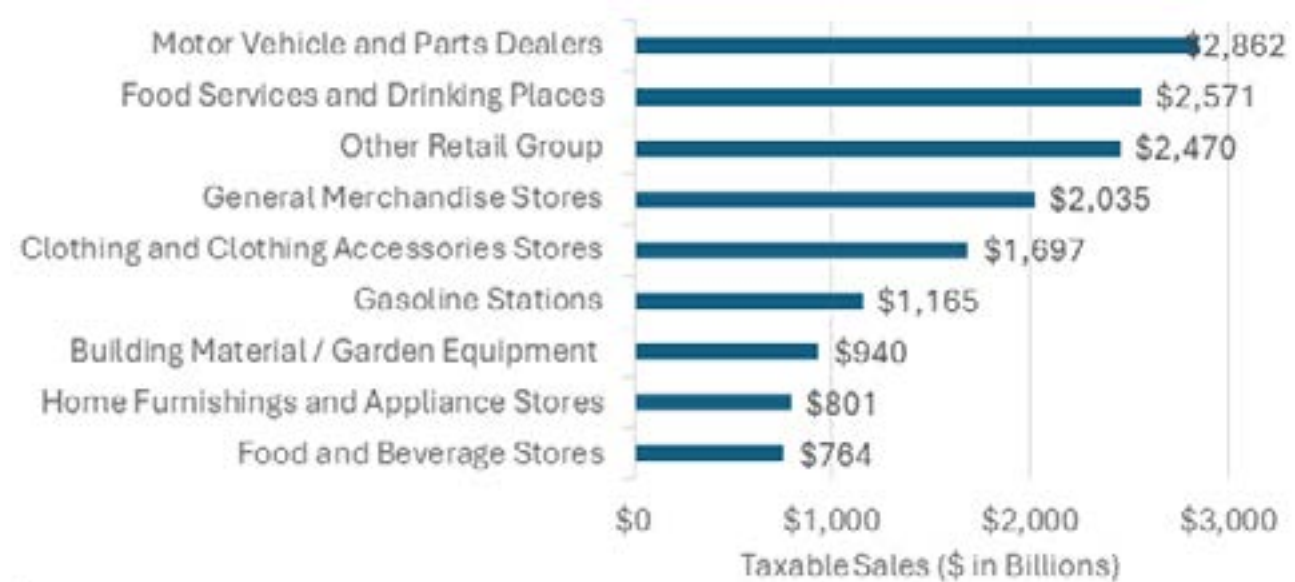 Motor Vehicle and Parts Dealers $2,862
Food Services and Drinking Places $2,571
Other Retail Group $2,470
General Merchandise Stores $2,035
Clothing and Clothing Accessories Stores $1,697
Gasoline Stations $1,165
Building Material / Garden Equipment $940
Home Furnishings and Appliance Stores $801
Food and Beverage Stores $764
$0 $1,000 $2,000 $3,000
Taxable Sales ($ in Billions)